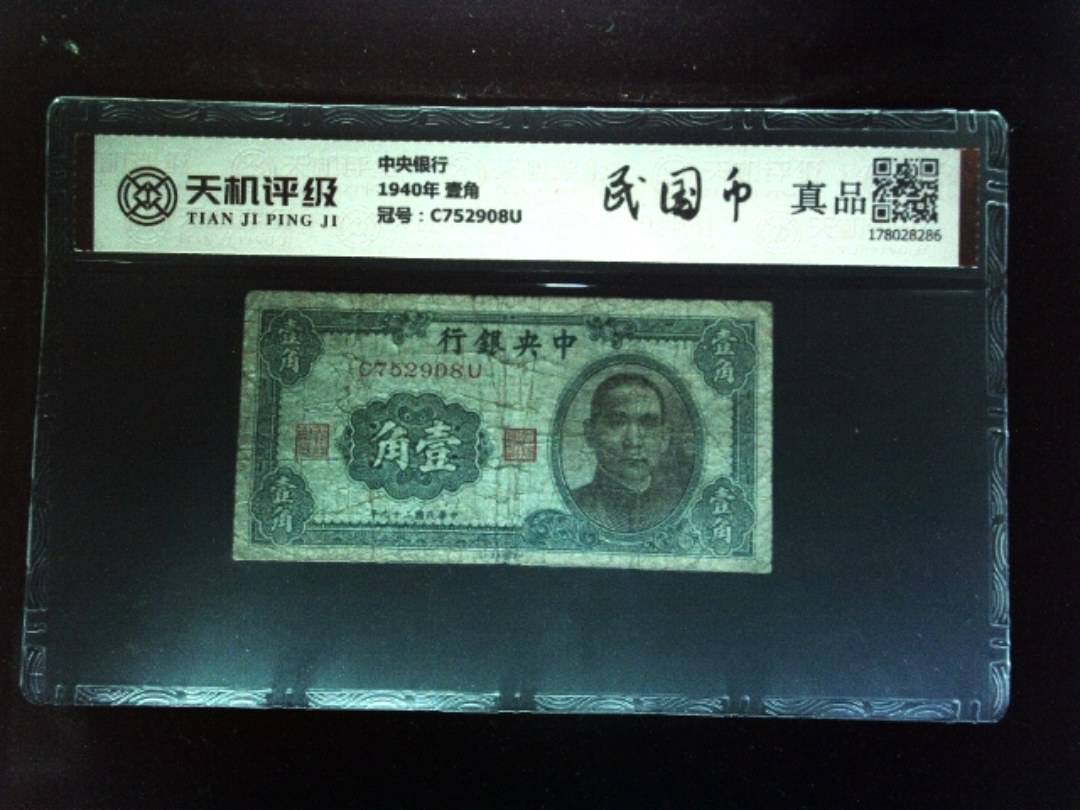 天机评级
TIAN JI PING JI
中央银行
1940年 壹角
冠号：C752908U
民国币
真品
178028286
行銀央中
C752908U
壹角
壹角
角壹
壹角
壹角